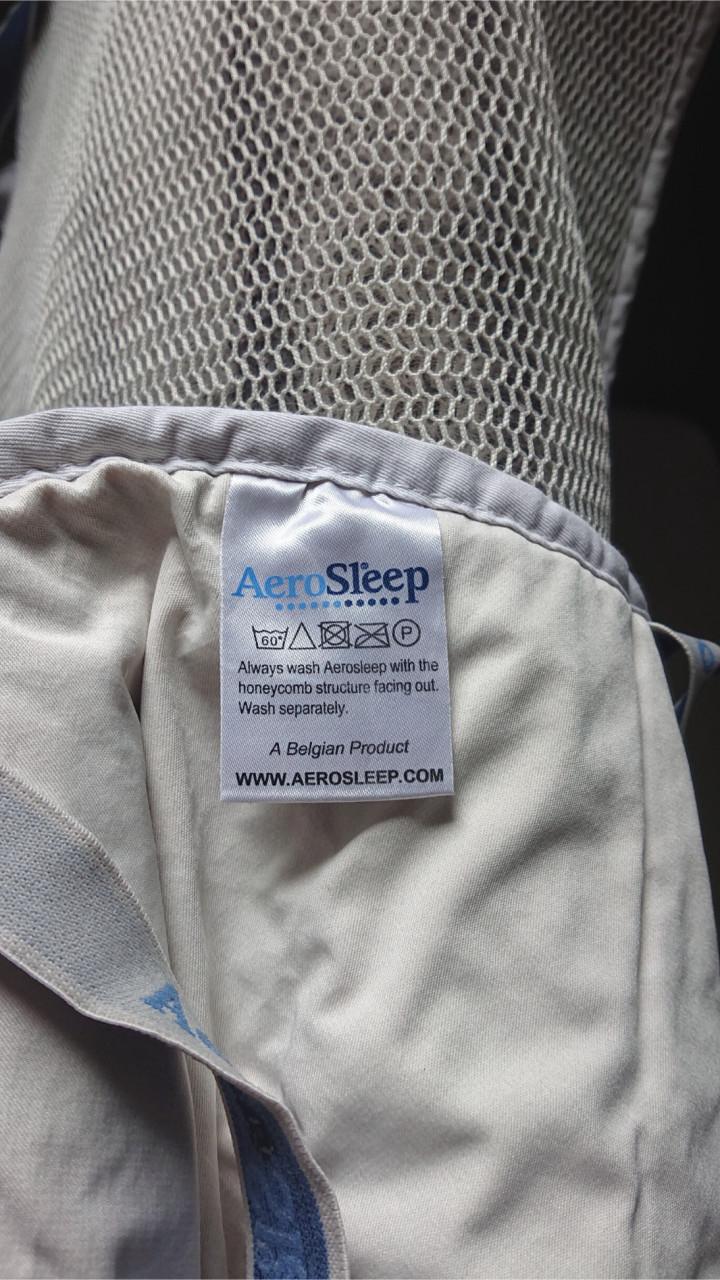 AeroSleep
60°
P
Always wash Aerosleep with the
honeycomb structure facing out.
Wash separately.
A Belgian Product
WWW.AEROSLEEP.COM